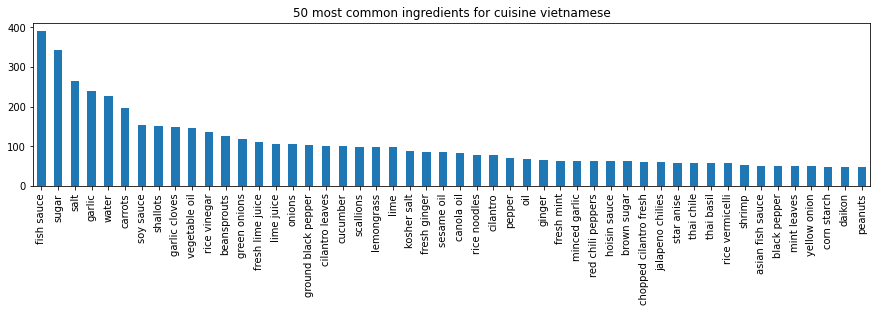 50 most common ingredients for cuisine vietnamese
400
300
200
100
0
fish sauce
sugar
salt
garlic
water
carrots
soy sauce
shallots
garlic cloves
vegetable oil
rice vinegar
beansprouts
green onions
fresh lime juice
lime juice
onions
ground black pepper
cilantro leaves
cucumber
scallions
lemongrass
lime
kosher salt
fresh ginger
sesame oil
canola oil
rice noodles
cilantro
pepper
oil
ginger
fresh mint
minced garlic
red chili peppers
hoisin sauce
brown sugar
chopped cilantro fresh
jalapeno chilies
star anise
thai chile
thai basil
rice vermicelli
shrimp
asian fish sauce
black pepper
mint leaves
yellow onion
corn starch
daikon
peanuts